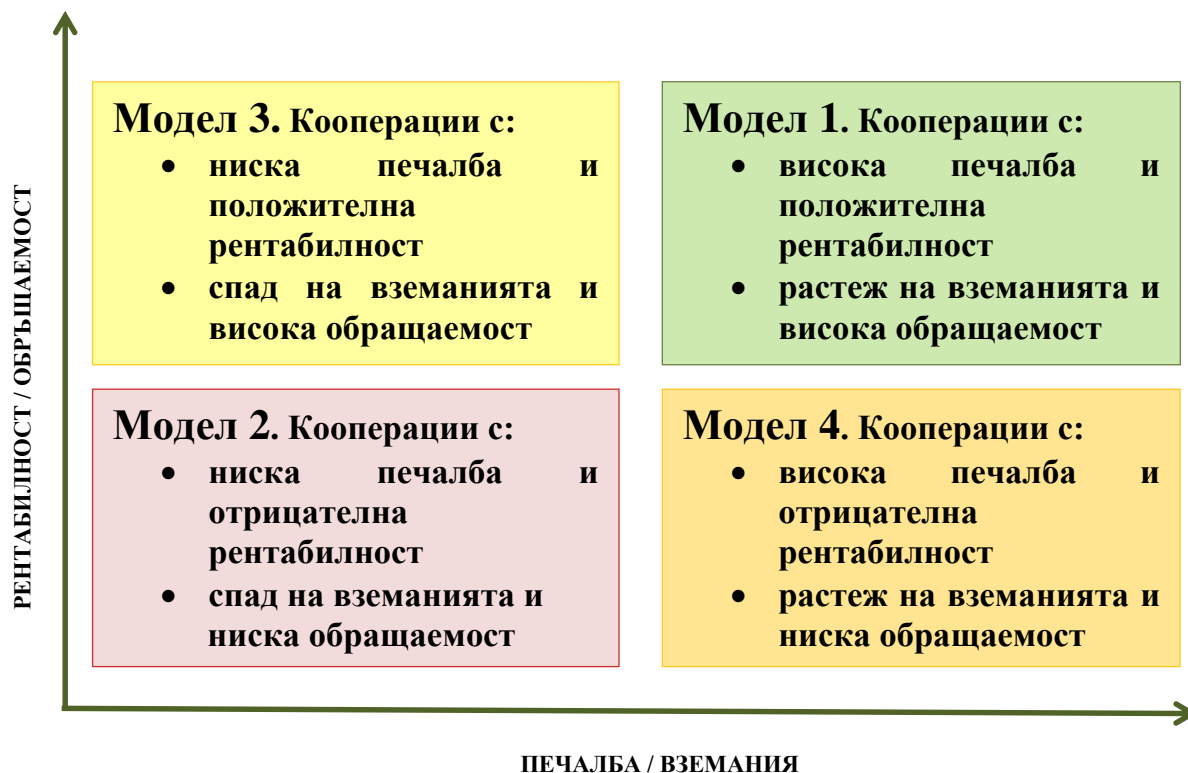 РЕНТАБИЛНОСТ / ОБРЪЩАЕМОСТ
Модел 3. Кооперации с:
• ниска печалба и
положителна
рентабилност
• спад на вземанията и
висока обращаемост
Модел 1. Кооперации с:
• висока печалба и
положителна
рентабилност
• растеж на вземанията и
висока обращаемост
Модел 2. Кооперации с:
• ниска печалба и
отрицателна
рентабилност
• спад на вземанията и
ниска обращаемост
Модел 4. Кооперации с:
• висока печалба и
отрицателна
рентабилност
• растеж на вземанията и
ниска обращаемост
ПЕЧАЛБА / ВЗЕМАНИЯ